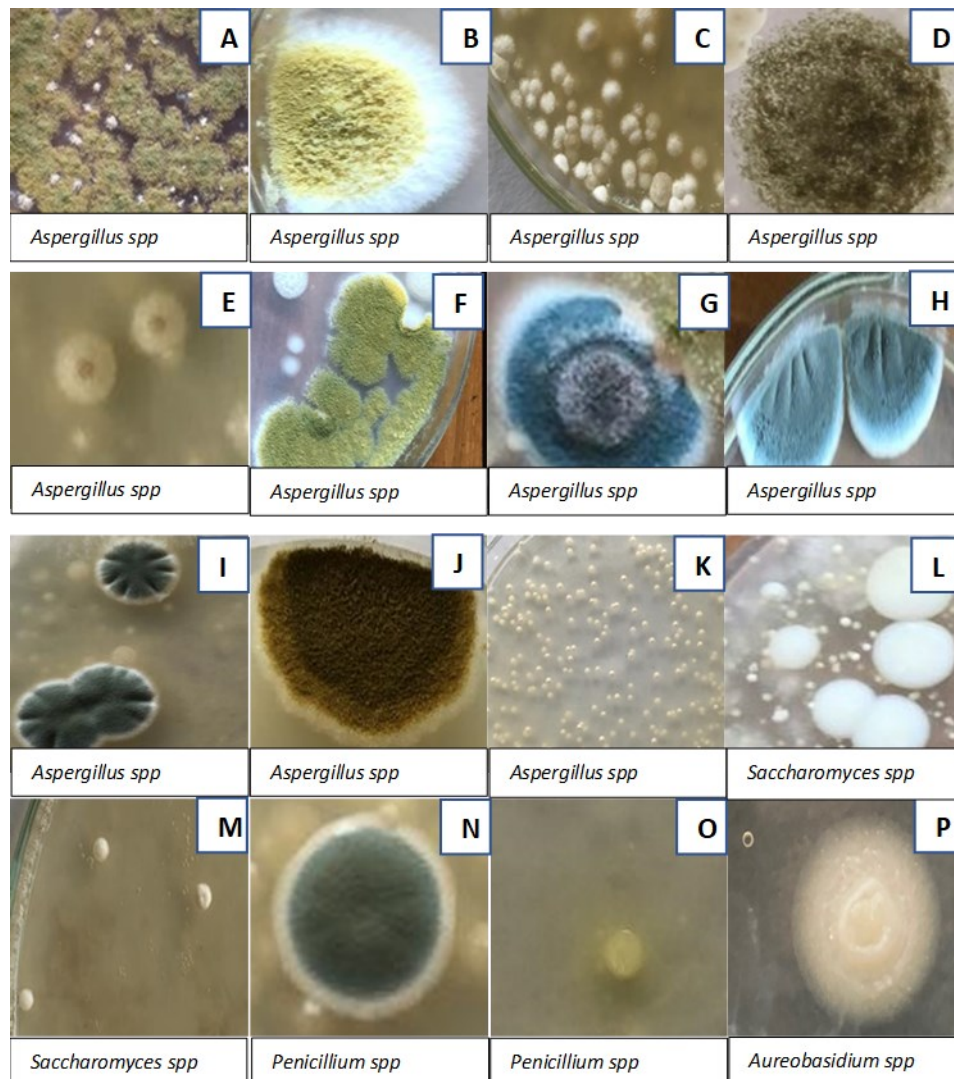 A B C D
Aspergillus spp Aspergillus spp Aspergillus spp Aspergillus spp
E F G H
Aspergillus spp Aspergillus spp Aspergillus spp Aspergillus spp
I J K L
Aspergillus spp Aspergillus spp Aspergillus spp Saccharomyces spp
M N O P
Saccharomyces spp Penicillium spp Penicillium spp Aureobasidium spp